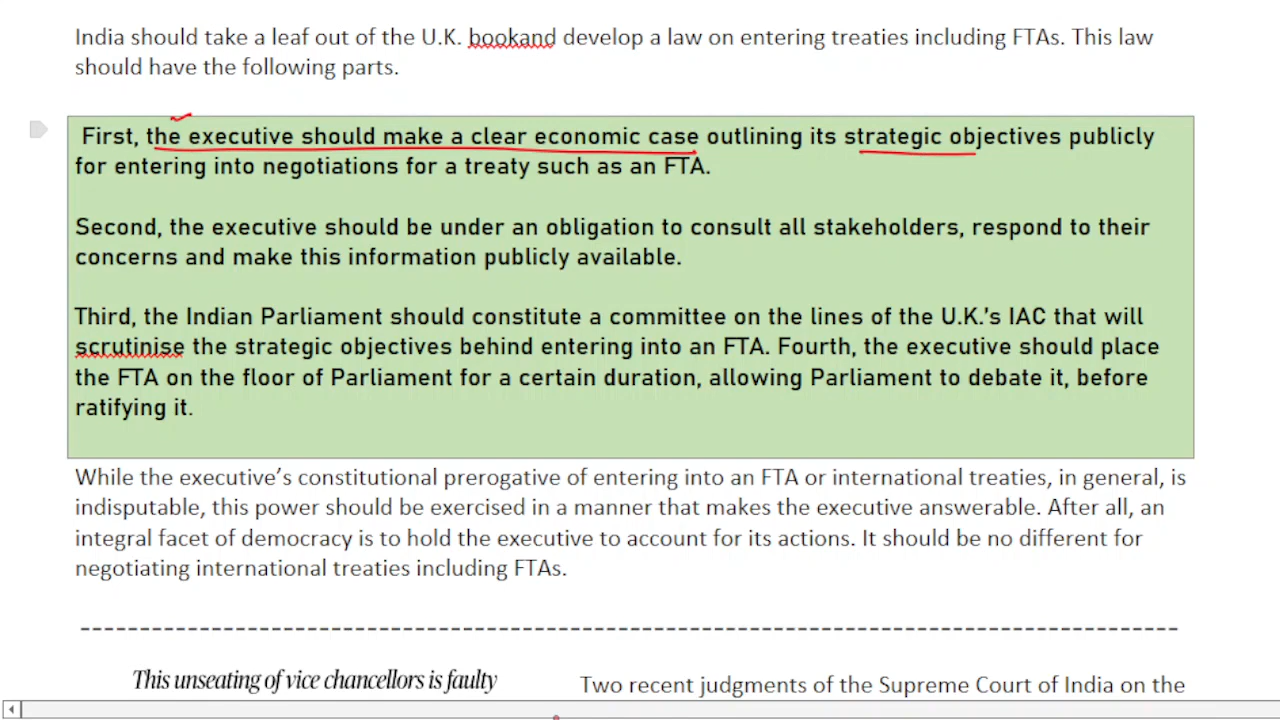 India should take a leaf out of the U.K. bookand develop a law on entering treaties including FTAs. This law
should have the following parts.
First, the executive should make a clear economic case outlining its strategic objectives publicly
for entering into negotiations for a treaty such as an FTA.
Second, the executive should be under an obligation to consult all stakeholders, respond to their
concerns and make this information publicly available.
Third, the Indian Parliament should constitute a committee on the lines of the U.K.'s IAC that will
scrutinise the strategic objectives behind entering into an FTA. Fourth, the executive should place
the FTA on the floor of Parliament for a certain duration, allowing Parliament to debate it, before
ratifying it.
While the executive’s constitutional prerogative of entering into an FTA or international treaties, in general, is
indisputable, this power should be exercised in a manner that makes the executive answerable. After all, an
integral facet of democracy is to hold the executive to account for its actions. It should be no different for
negotiating international treaties including FTAs.
This unseating of vice chancellors is faulty
Two recent judgments of the Supreme Court of India on the